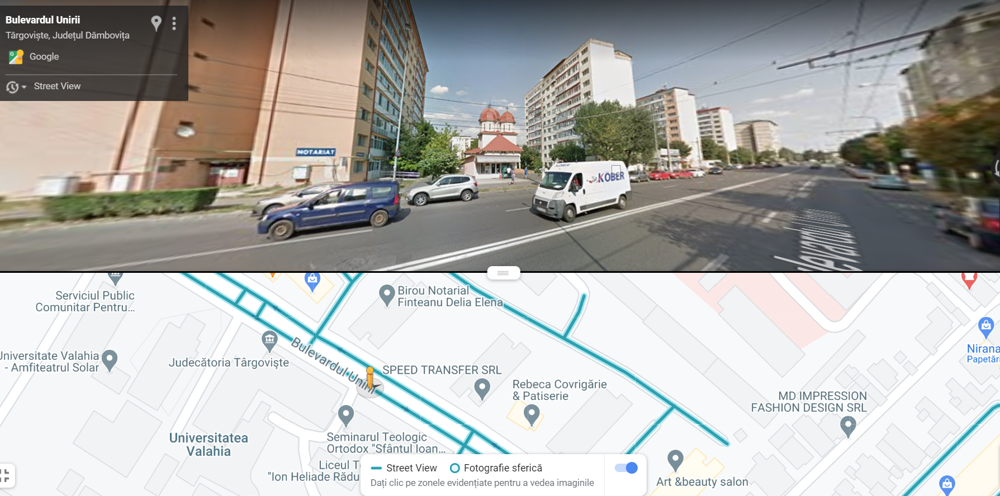 Bulevardul Unirii
Târgoviște, Județul Dâmbovița
Google
Street View
NOTARIAT
KOBER
KÖBER
Serviciul Public
Comunitar Pentru...
Birou Notarial
Finteanu Delia Elena
Universitate Valahia
- Amfiteatrul Solar
Judecătoria Târgoviște
Bulevardul Unirii
SPEED TRANSFER SRL
Rebeca Covrigărie
& Patiserie
Nirana
Papetări
MD IMPRESSION
FASHION DESIGN SRL
Universitatea
Valahia
Seminarul Teologic
Ortodox "Sfântul Ioan...
Liceul T
"Ion Heliade Rădu
Street View
Fotografie sferică
Dați clic pe zonele evidențiate pentru a vedea imaginile
Art &beauty salon